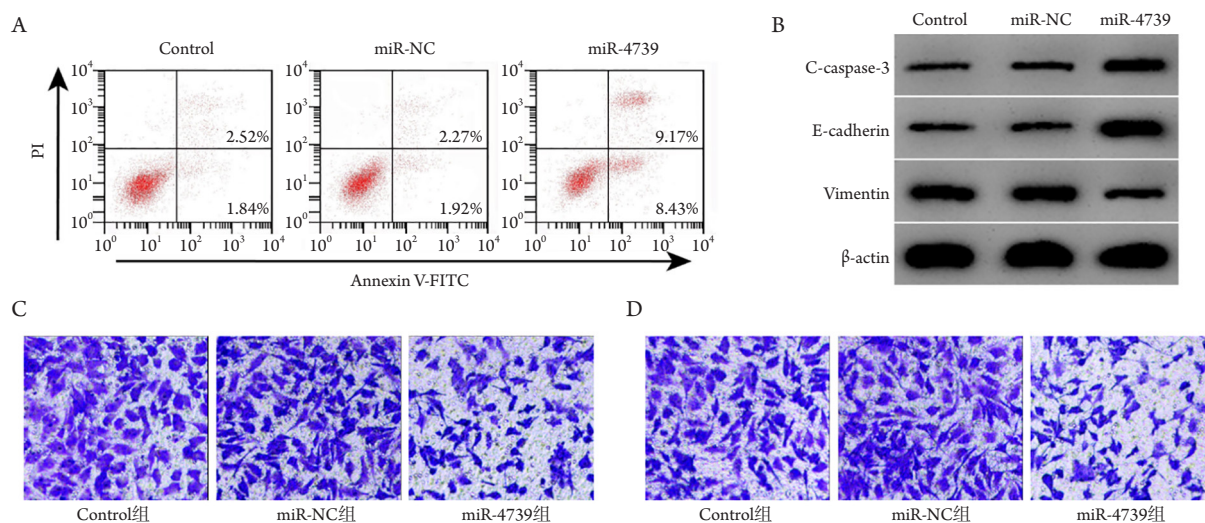 A
Control
miR-NC
miR-4739
PI
10⁴
10³
10²
10¹
10⁰
2.52%
1.84%
10⁰ 10¹ 10² 10³ 10⁴
10⁴
10³
10²
10¹
10⁰
2.27%
1.92%
10⁰ 10¹ 10² 10³ 10⁴
10⁴
10³
10²
10¹
10⁰
9.17%
8.43%
10⁰ 10¹ 10² 10³ 10⁴
Annexin V-FITC
B
Control miR-NC miR-4739
C-caspase-3
E-cadherin
Vimentin
β-actin
C
Control组 miR-NC组 miR-4739组
D
Control组 miR-NC组 miR-4739组